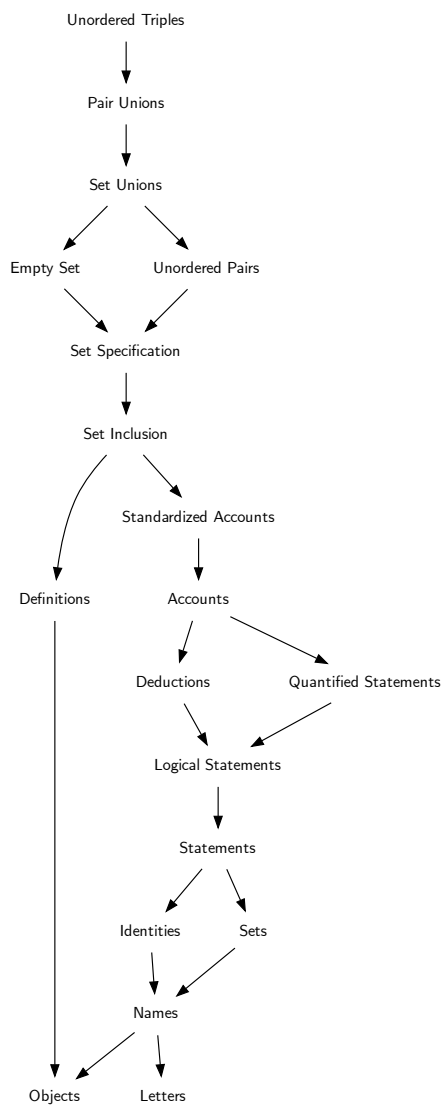 Unordered Triples
Pair Unions
Set Unions
Empty Set
Unordered Pairs
Set Specification
Set Inclusion
Standardized Accounts
Definitions
Accounts
Deductions
Quantified Statements
Logical Statements
Statements
Identities
Sets
Names
Objects
Letters